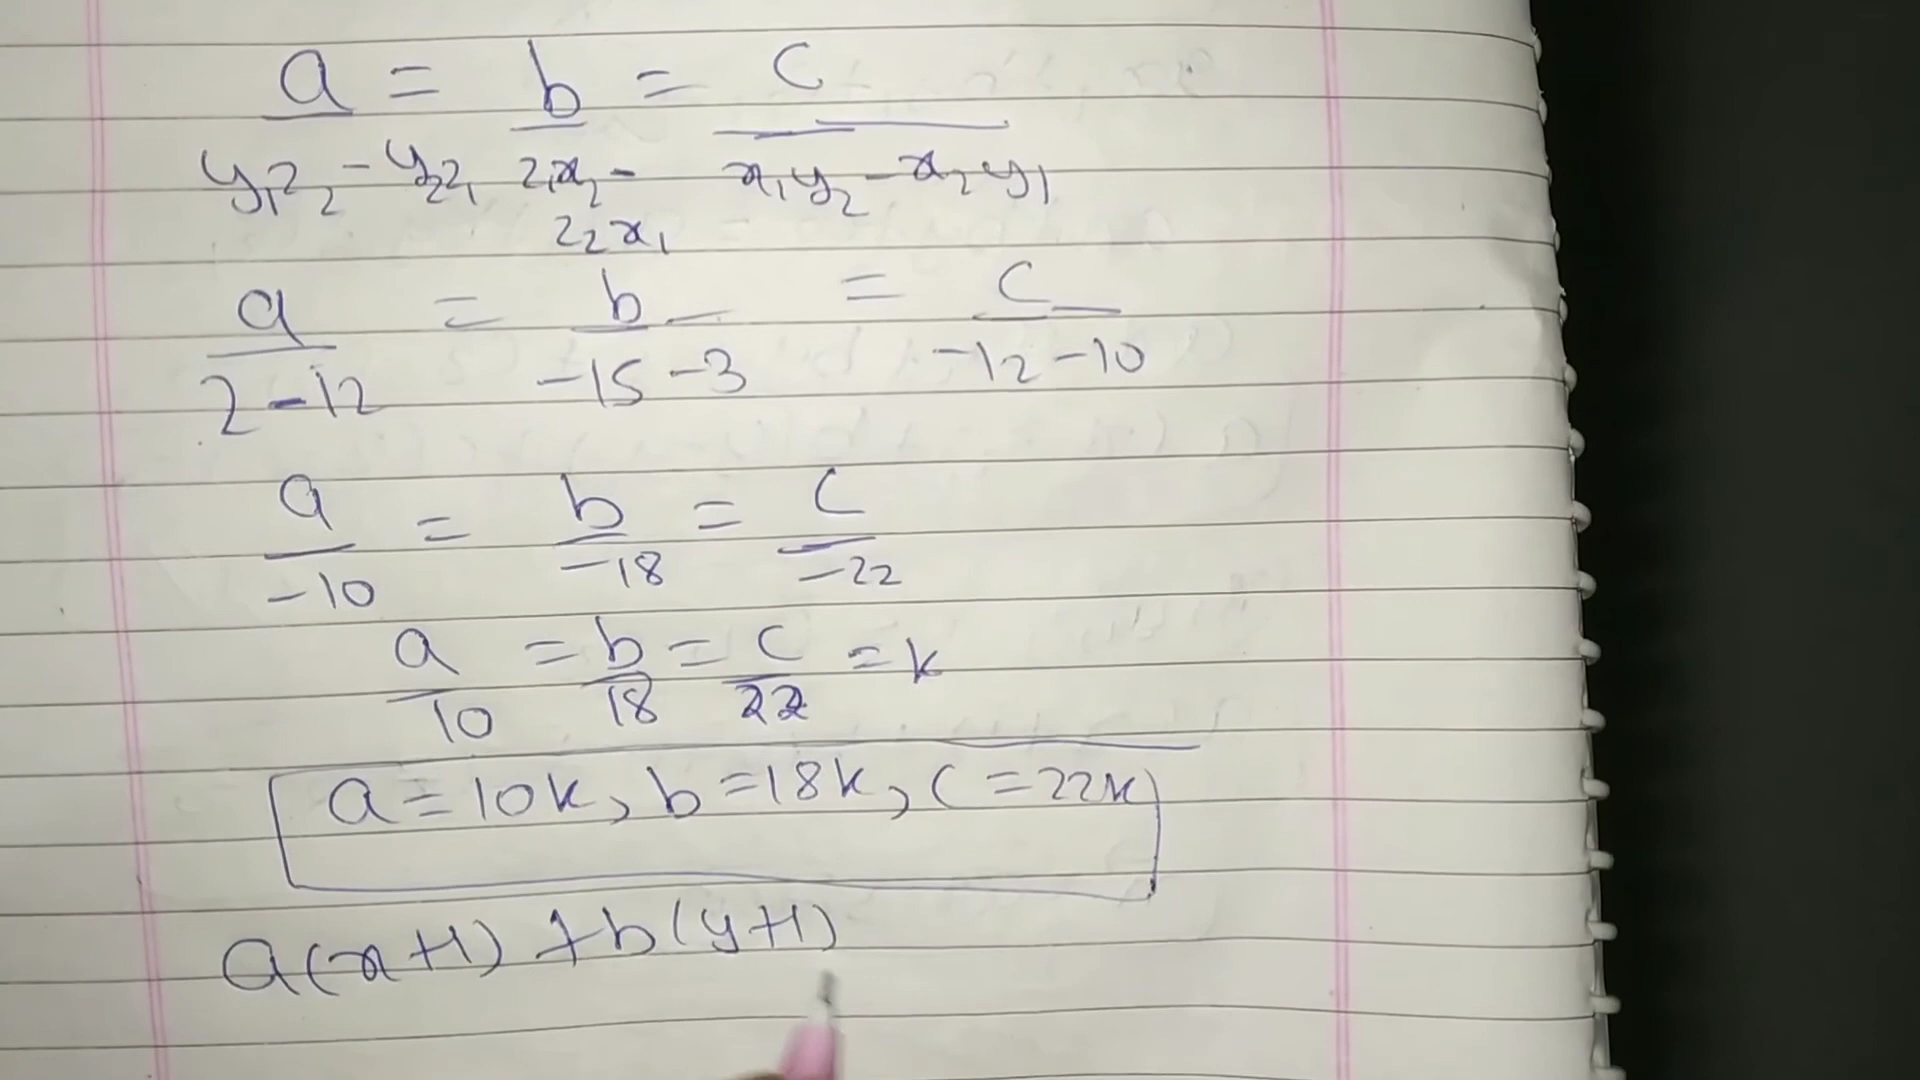 a = b = c
y₁z₂ - y₂z₁ z₁x₂ - x₁y₂ - x₂y₁
z₂x₁
a = b = c
2-12 -15-3 -12-10
a = b = c
-10 -18 -22
a = b = c = k
10 18 22
a = 10k, b = 18k, c = 22k
a(x+1) + b(y+1)